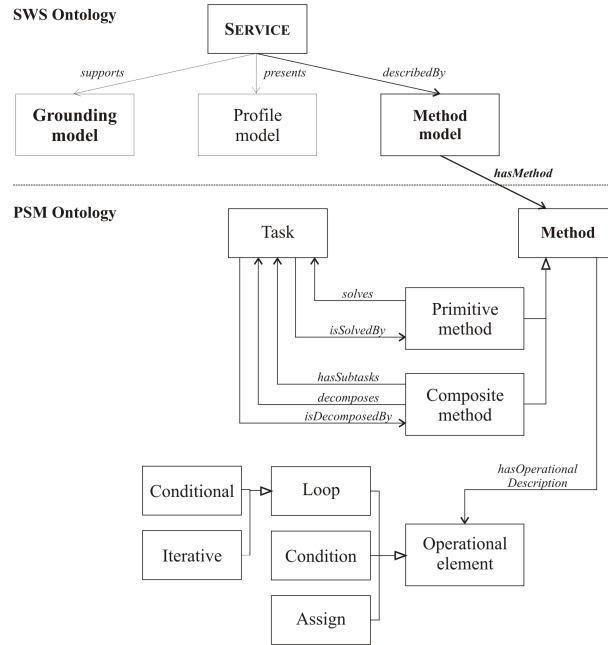 SWS Ontology
SERVICE
supports
presents
describedBy
Grounding
model
Profile
model
Method
model
hasMethod
PSM Ontology
Task
Method
solves
Primitive
method
isSolvedBy
hasSubtasks
decomposes
Composite
method
isDecomposedBy
hasOperational
Description
Conditional
Loop
Iterative
Condition
Operational
element
Assign